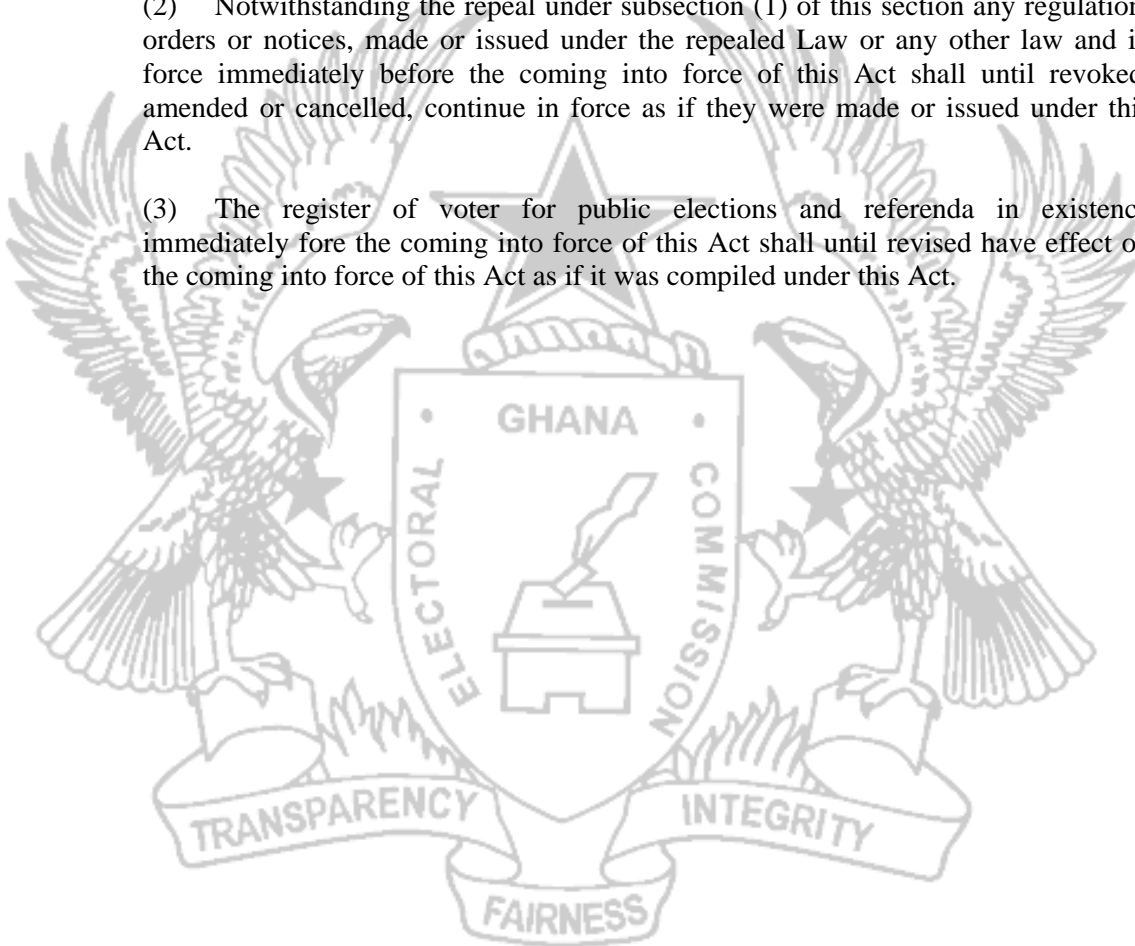 (2) Notwithstanding the repeal under subsection (1) of this section any regulation
orders or notices, made or issued under the repealed Law or any other law and i
force immediately before the coming into force of this Act shall until revoked
amended or cancelled, continue in force as if they were made or issued under thi
Act.
(3) The register of voter for public elections and referenda in existenc
immediately fore the coming into force of this Act shall until revised have effect o
the coming into force of this Act as if it was compiled under this Act.
GHANA
ELECTORAL
COMMISSION
TRANSPARENCY
INTEGRITY
FAIRNESS